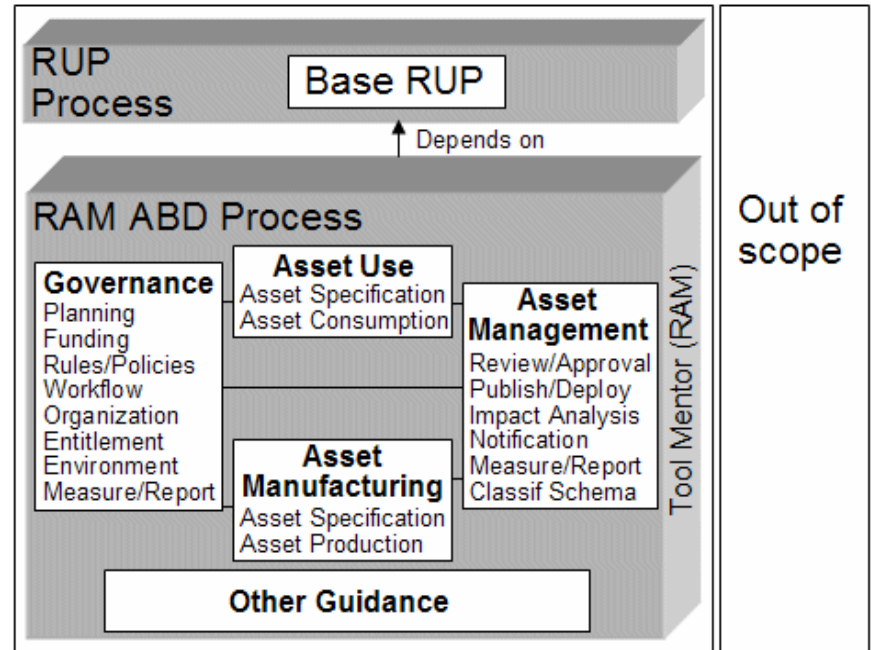 RUP
Process
Base RUP
Depends on
RAM ABD Process
Governance
Planning
Funding
Rules/Policies
Workflow
Organization
Entitlement
Environment
Measure/Report
Asset Use
Asset Specification
Asset Consumption
Asset
Manufacturing
Asset Specification
Asset Production
Asset
Management
Review/Approval
Publish/Deploy
Impact Analysis
Notification
Measure/Report
Classif Schema
Other Guidance
Tool Mentor (RAM)
Out of
scope